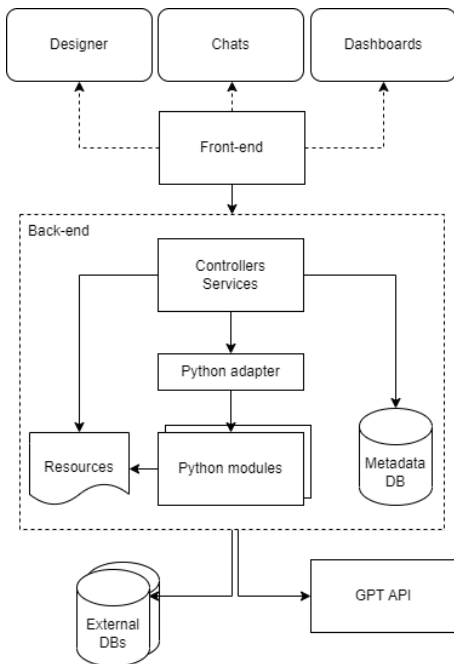 Designer
Chats
Dashboards
Front-end
Back-end
Controllers
Services
Python adapter
Resources
Python modules
Metadata
DB
External
DBs
GPT API